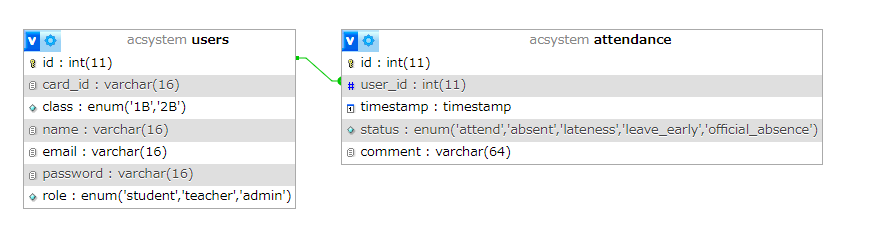 v acsystem users
id : int(11)
card_id : varchar(16)
class : enum('1B','2B')
name : varchar(16)
email : varchar(16)
password : varchar(16)
role : enum('student','teacher','admin')
v acsystem attendance
id : int(11)
# user_id : int(11)
timestamp : timestamp
status : enum('attend','absent','lateness','leave_early','official_absence')
comment : varchar(64)